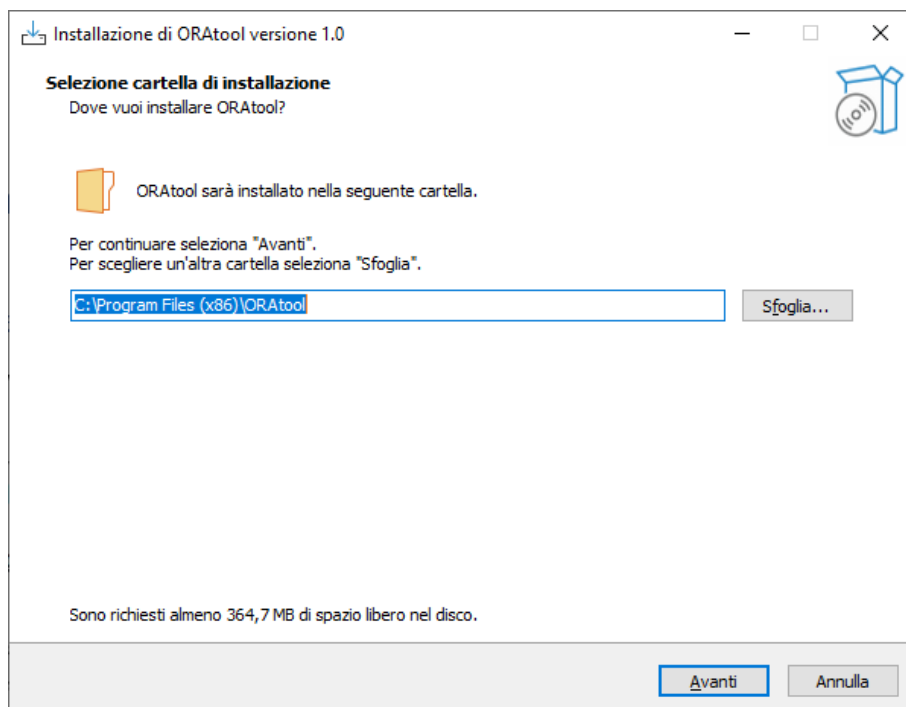 Installazione di ORAtool versione 1.0
Selezione cartella di installazione
Dove vuoi installare ORAtool?
ORAtool sarà installato nella seguente cartella.
Per continuare seleziona "Avanti".
Per scegliere un'altra cartella seleziona "Sfoglia".
C:\Program Files (x86)\ORAtool
Sfoglia...
Sono richiesti almeno 364,7 MB di spazio libero nel disco.
Avanti
Annulla